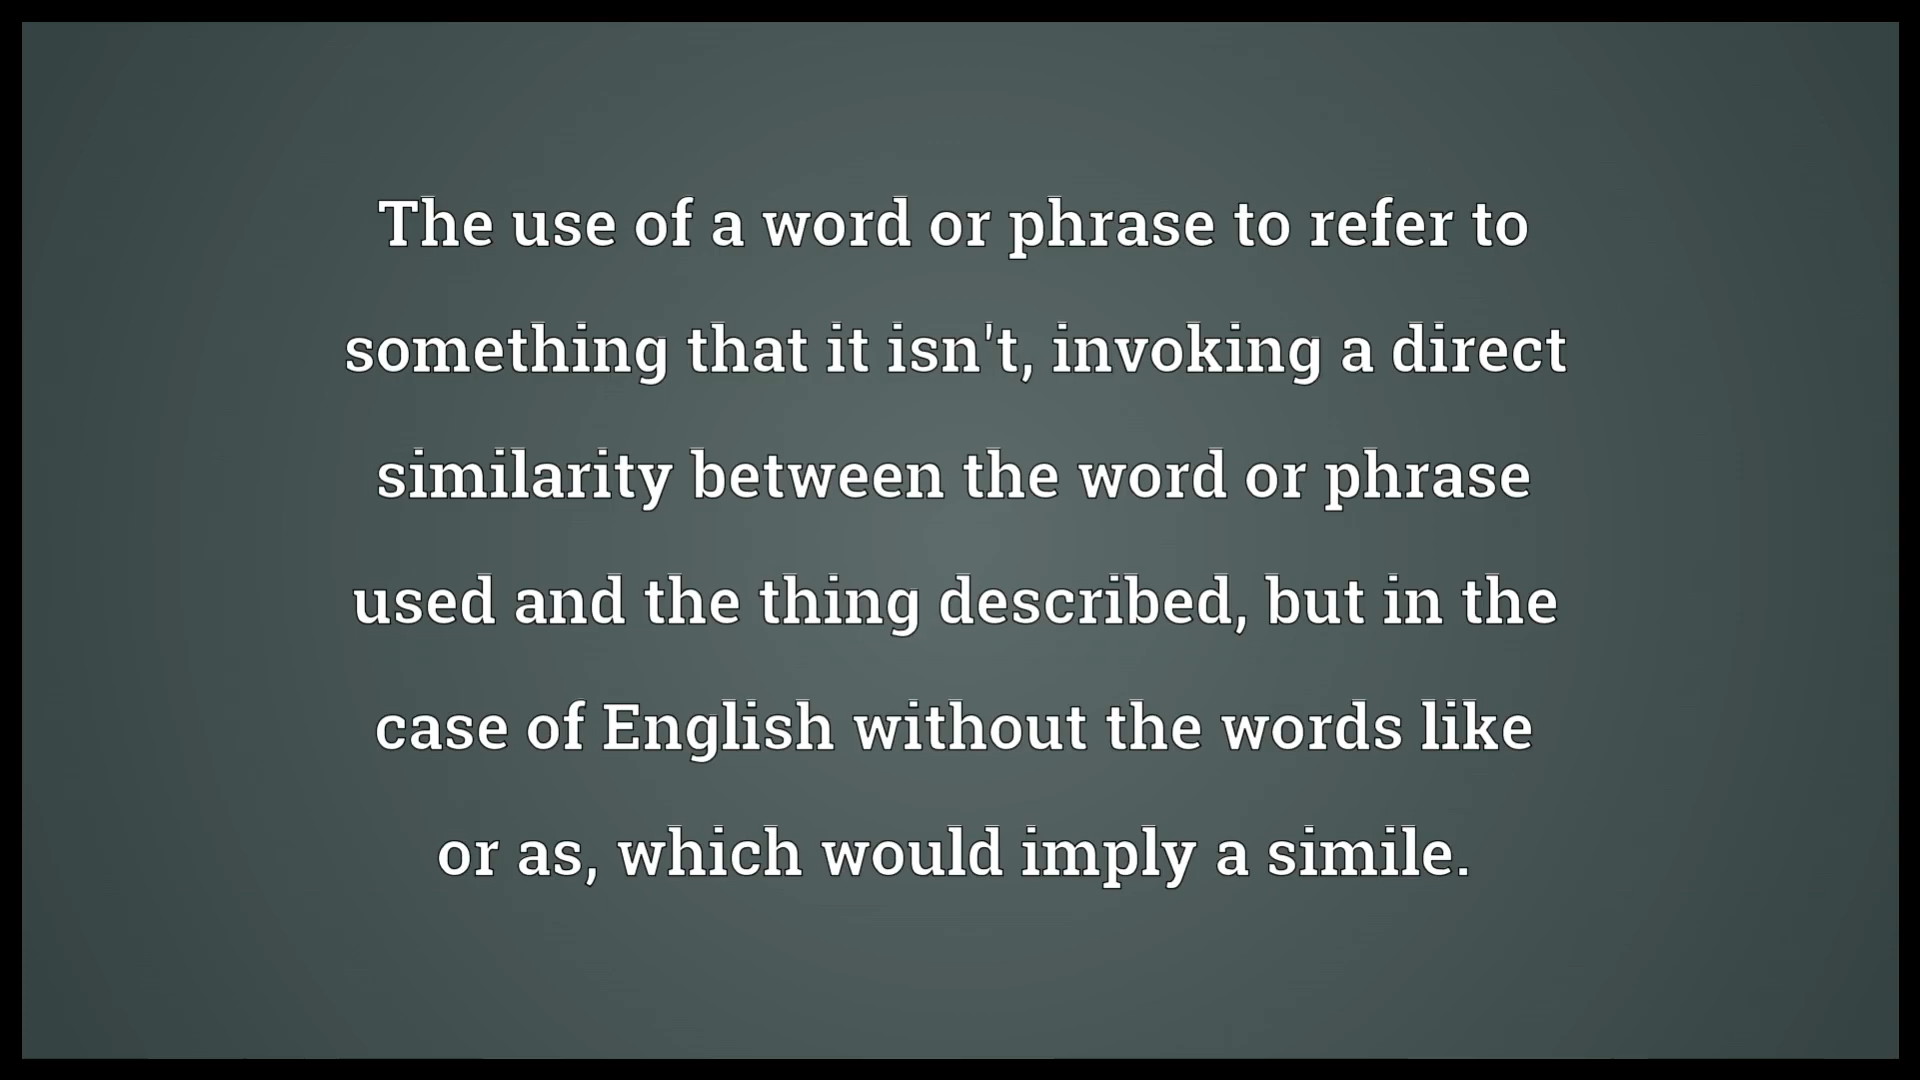 The use of a word or phrase to refer to
something that it isn't, invoking a direct
similarity between the word or phrase
used and the thing described, but in the
case of English without the words like
or as, which would imply a simile.